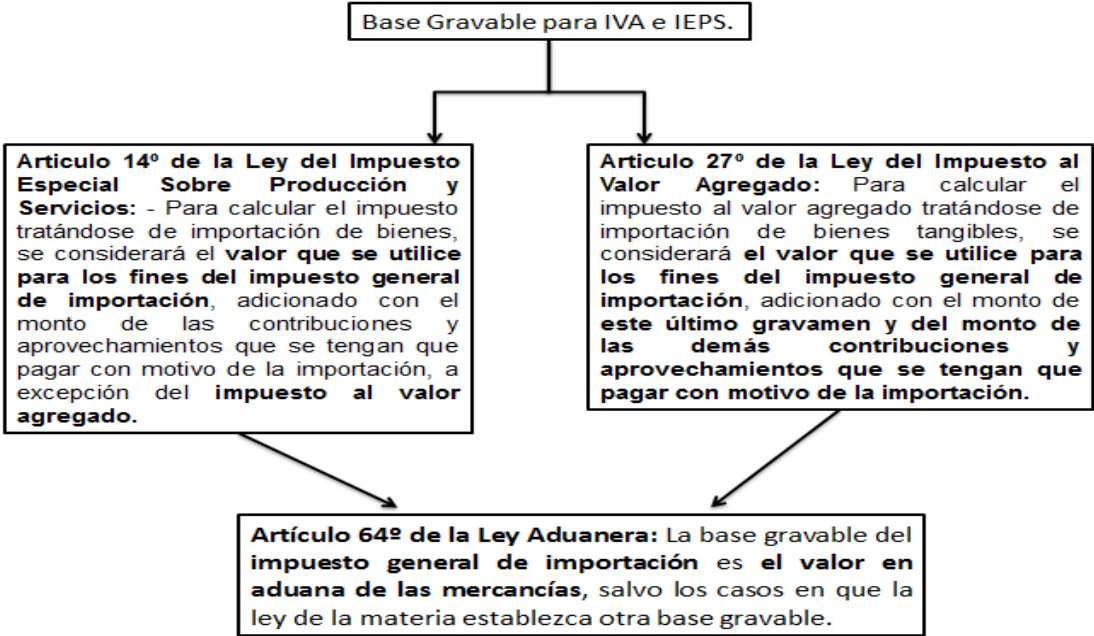 Base Gravable para IVA e IEPS.
Articulo 14º de la Ley del Impuesto
Especial Sobre Producción y
Servicios: - Para calcular el impuesto
tratándose de importación de bienes,
se considerará el valor que se utilice
para los fines del impuesto general
de importación, adicionado con el
monto de las contribuciones y
aprovechamientos que se tengan que
pagar con motivo de la importación, a
excepción del impuesto al valor
agregado.
Articulo 27º de la Ley del Impuesto al
Valor Agregado: Para calcular el
impuesto al valor agregado tratándose de
importación de bienes tangibles, se
considerará el valor que se utilice para
los fines del impuesto general de
importación, adicionado con el monto de
este último gravamen y del monto de
las demás contribuciones y
aprovechamientos que se tengan que
pagar con motivo de la importación.
Artículo 64º de la Ley Aduanera: La base gravable del
impuesto general de importación es el valor en
aduana de las mercancías, salvo los casos en que la
ley de la materia establezca otra base gravable.